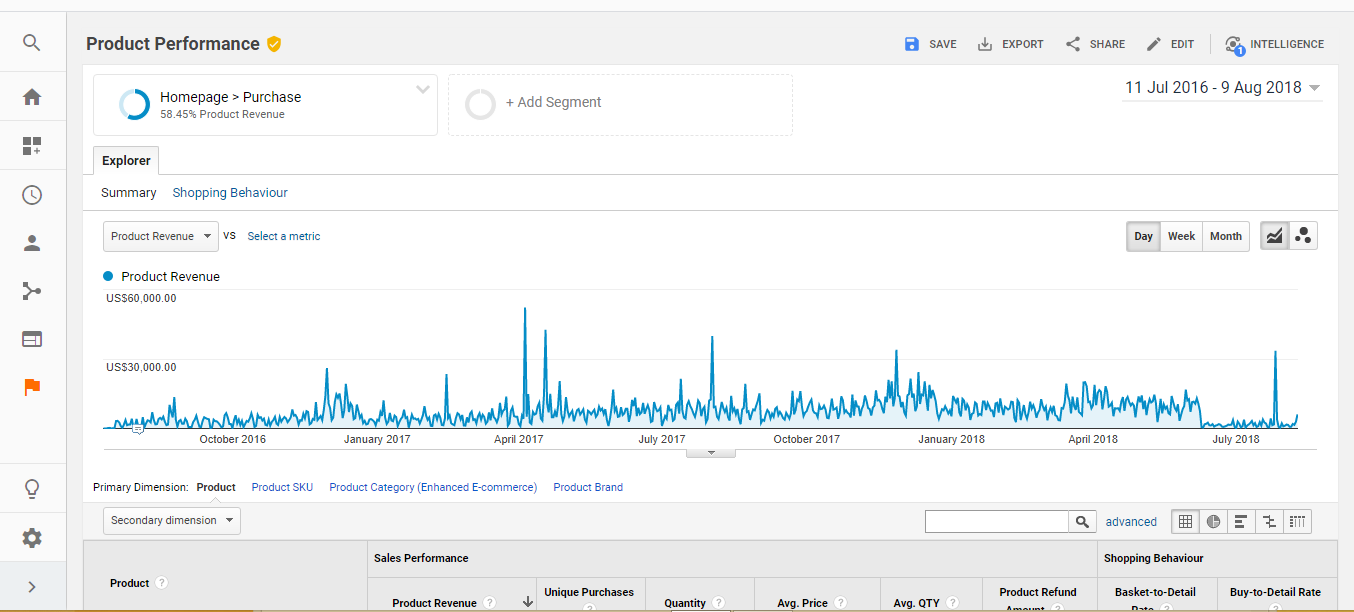 Product Performance
SAVE EXPORT SHARE EDIT 1 INTELLIGENCE
Homepage > Purchase
58.45% Product Revenue
+ Add Segment
11 Jul 2016 - 9 Aug 2018
Explorer
Summary Shopping Behaviour
Product Revenue VS Select a metric
Day Week Month
Product Revenue
US$60,000.00
US$30,000.00
October 2016 January 2017 April 2017 July 2017 October 2017 January 2018 April 2018 July 2018
Primary Dimension: Product Product SKU Product Category (Enhanced E-commerce) Product Brand
Secondary dimension
advanced
Sales Performance Shopping Behaviour
Product ?
Product Revenue ?
Unique Purchases
?
Quantity ?
Avg. Price ?
Avg. QTY ?
Product Refund
Amount ?
Basket-to-Detail
Rate ?
Buy-to-Detail Rate
?